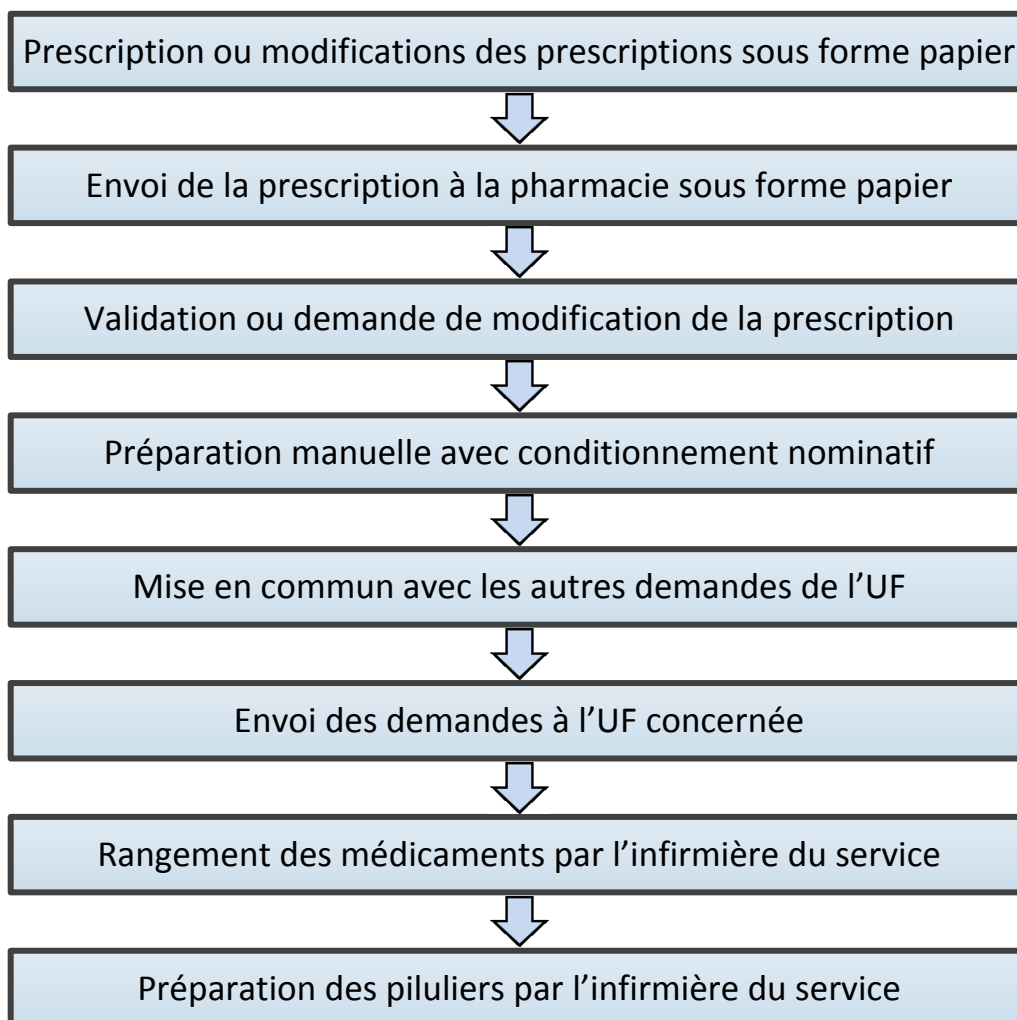 Prescription ou modifications des prescriptions sous forme papier
Envoi de la prescription à la pharmacie sous forme papier
Validation ou demande de modification de la prescription
Préparation manuelle avec conditionnement nominatif
Mise en commun avec les autres demandes de l’UF
Envoi des demandes à l’UF concernée
Rangement des médicaments par l’infirmière du service
Préparation des piluliers par l’infirmière du service